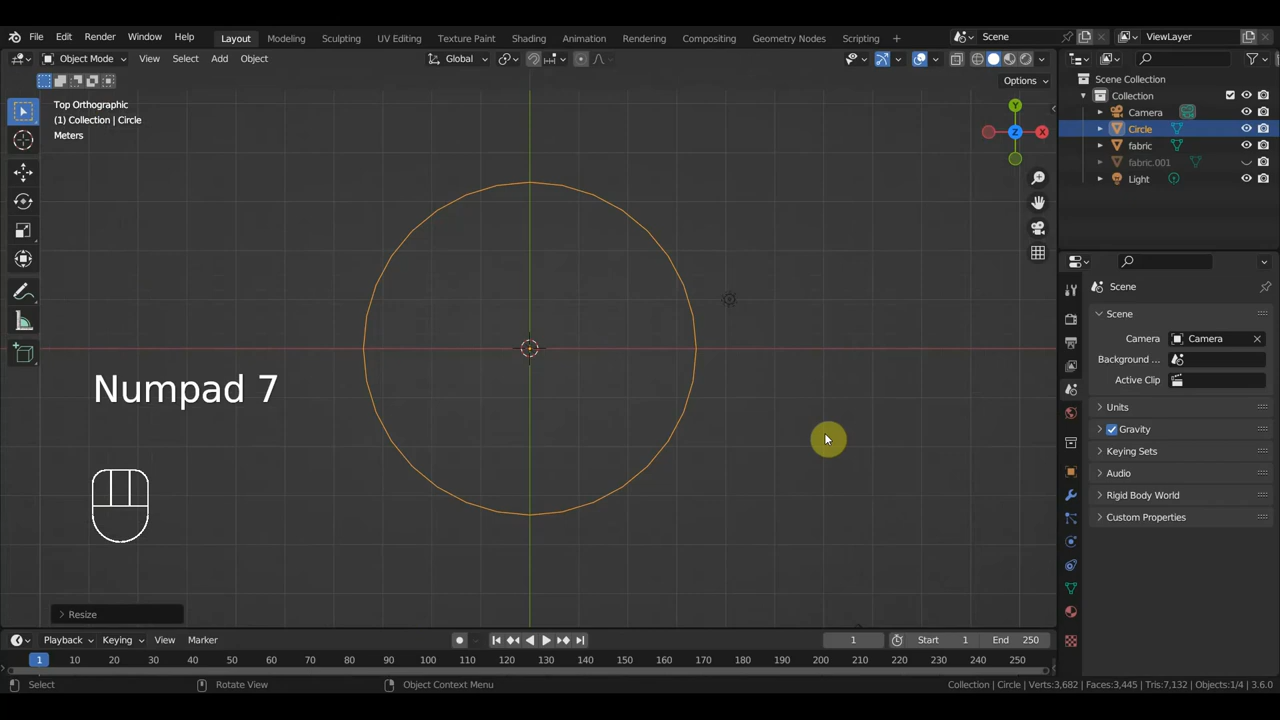 File Edit Render Window Help Layout Modeling Sculpting UV Editing Texture Paint Shading Animation Rendering Compositing Geometry Nodes Scripting + Scene ViewLayer
Object Mode View Select Add Object Global
Options
Top Orthographic
(1) Collection | Circle
Meters
Y
X
Z
Scene Collection
Collection
Camera
Circle
fabric
fabric.001
Light
Scene
Scene
Camera Camera
Background ...
Active Clip
Units
Gravity
Keying Sets
Audio
Rigid Body World
Custom Properties
Numpad 7
Resize
Playback Keying View Marker 1 Start 1 End 250
1 10 20 30 40 50 60 70 80 90 100 110 120 130 140 150 160 170 180 190 200 210 220 230 240 250
Select Rotate View Object Context Menu Collection | Circle | Verts:3,682 | Faces:3,445 | Tris:7,132 | Objects:1/4 | 3.6.0